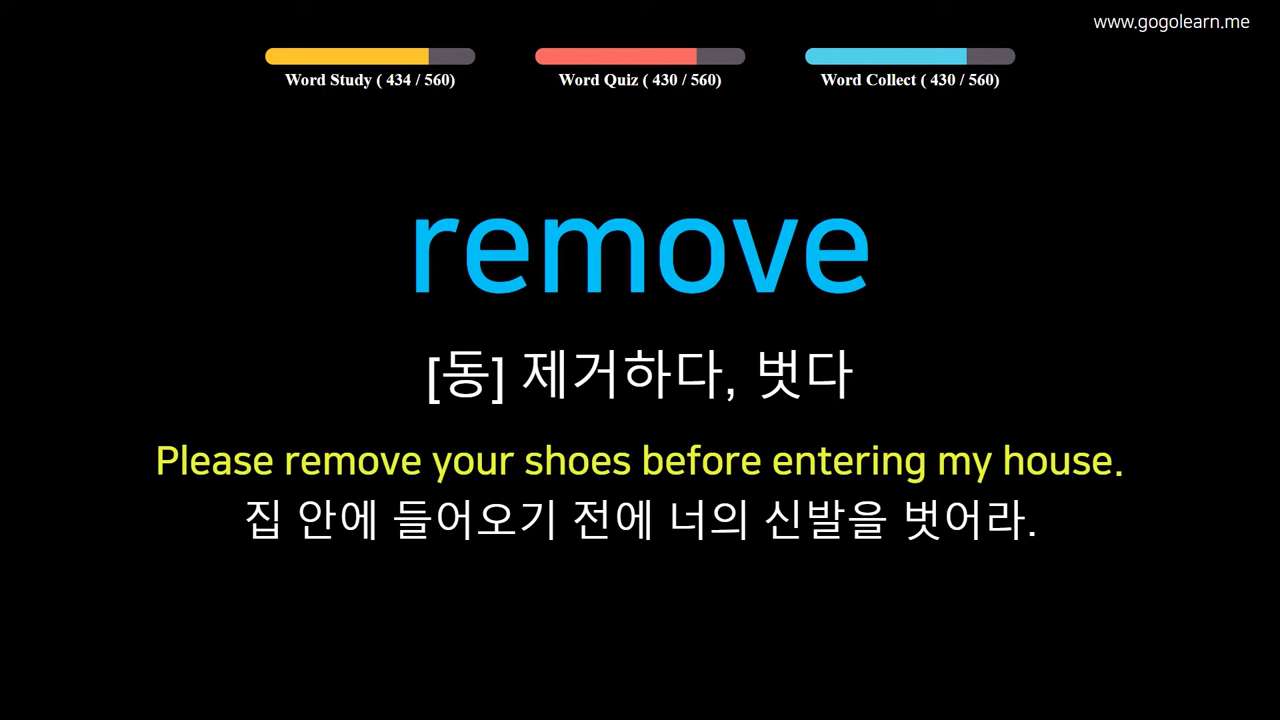 www.gogolearn.me
Word Study ( 434 / 560) Word Quiz ( 430 / 560) Word Collect ( 430 / 560)
remove
[동] 제거하다, 벗다
Please remove your shoes before entering my house.
집 안에 들어오기 전에 너의 신발을 벗어라.